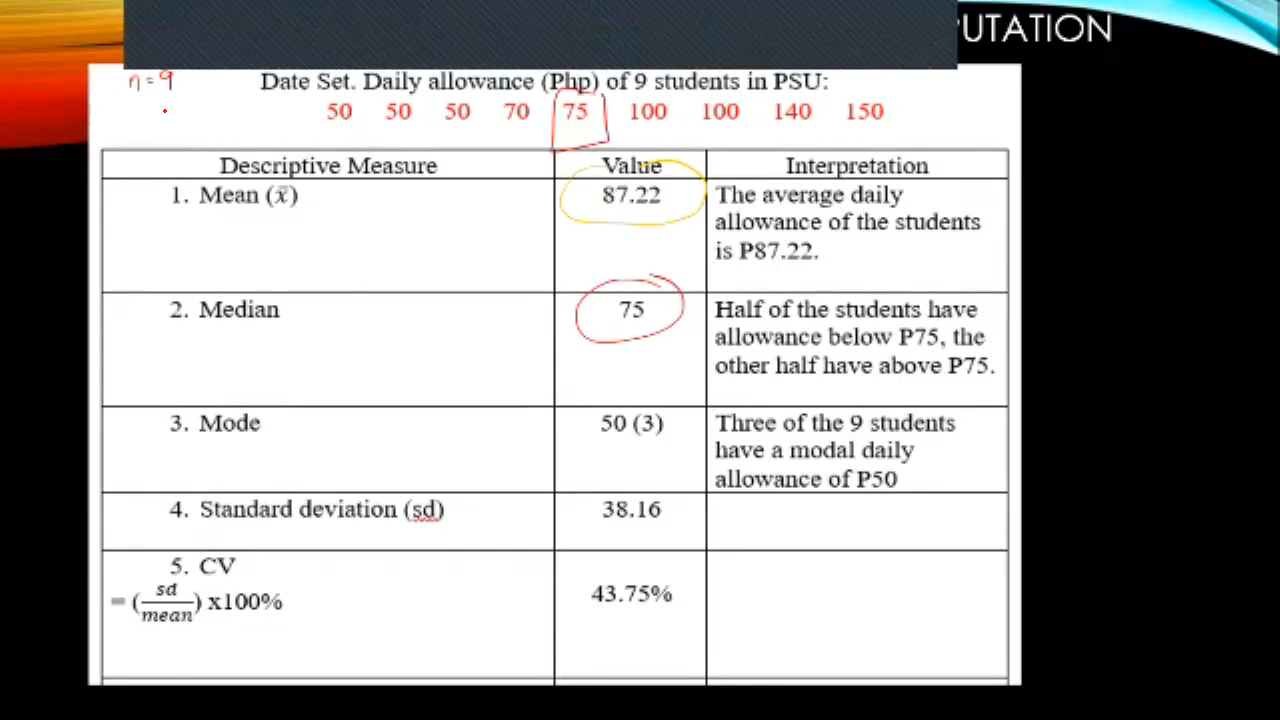 PUTATION
n = 9 Date Set. Daily allowance (Php) of 9 students in PSU:
50 50 50 70 75 100 100 140 150
Descriptive Measure Value Interpretation
1. Mean (x̄) 87.22 The average daily
allowance of the students
is P87.22.
2. Median 75 Half of the students have
allowance below P75, the
other half have above P75.
3. Mode 50 (3) Three of the 9 students
have a modal daily
allowance of P50
4. Standard deviation (sd) 38.16
5. CV
= (sd/mean) x100% 43.75%